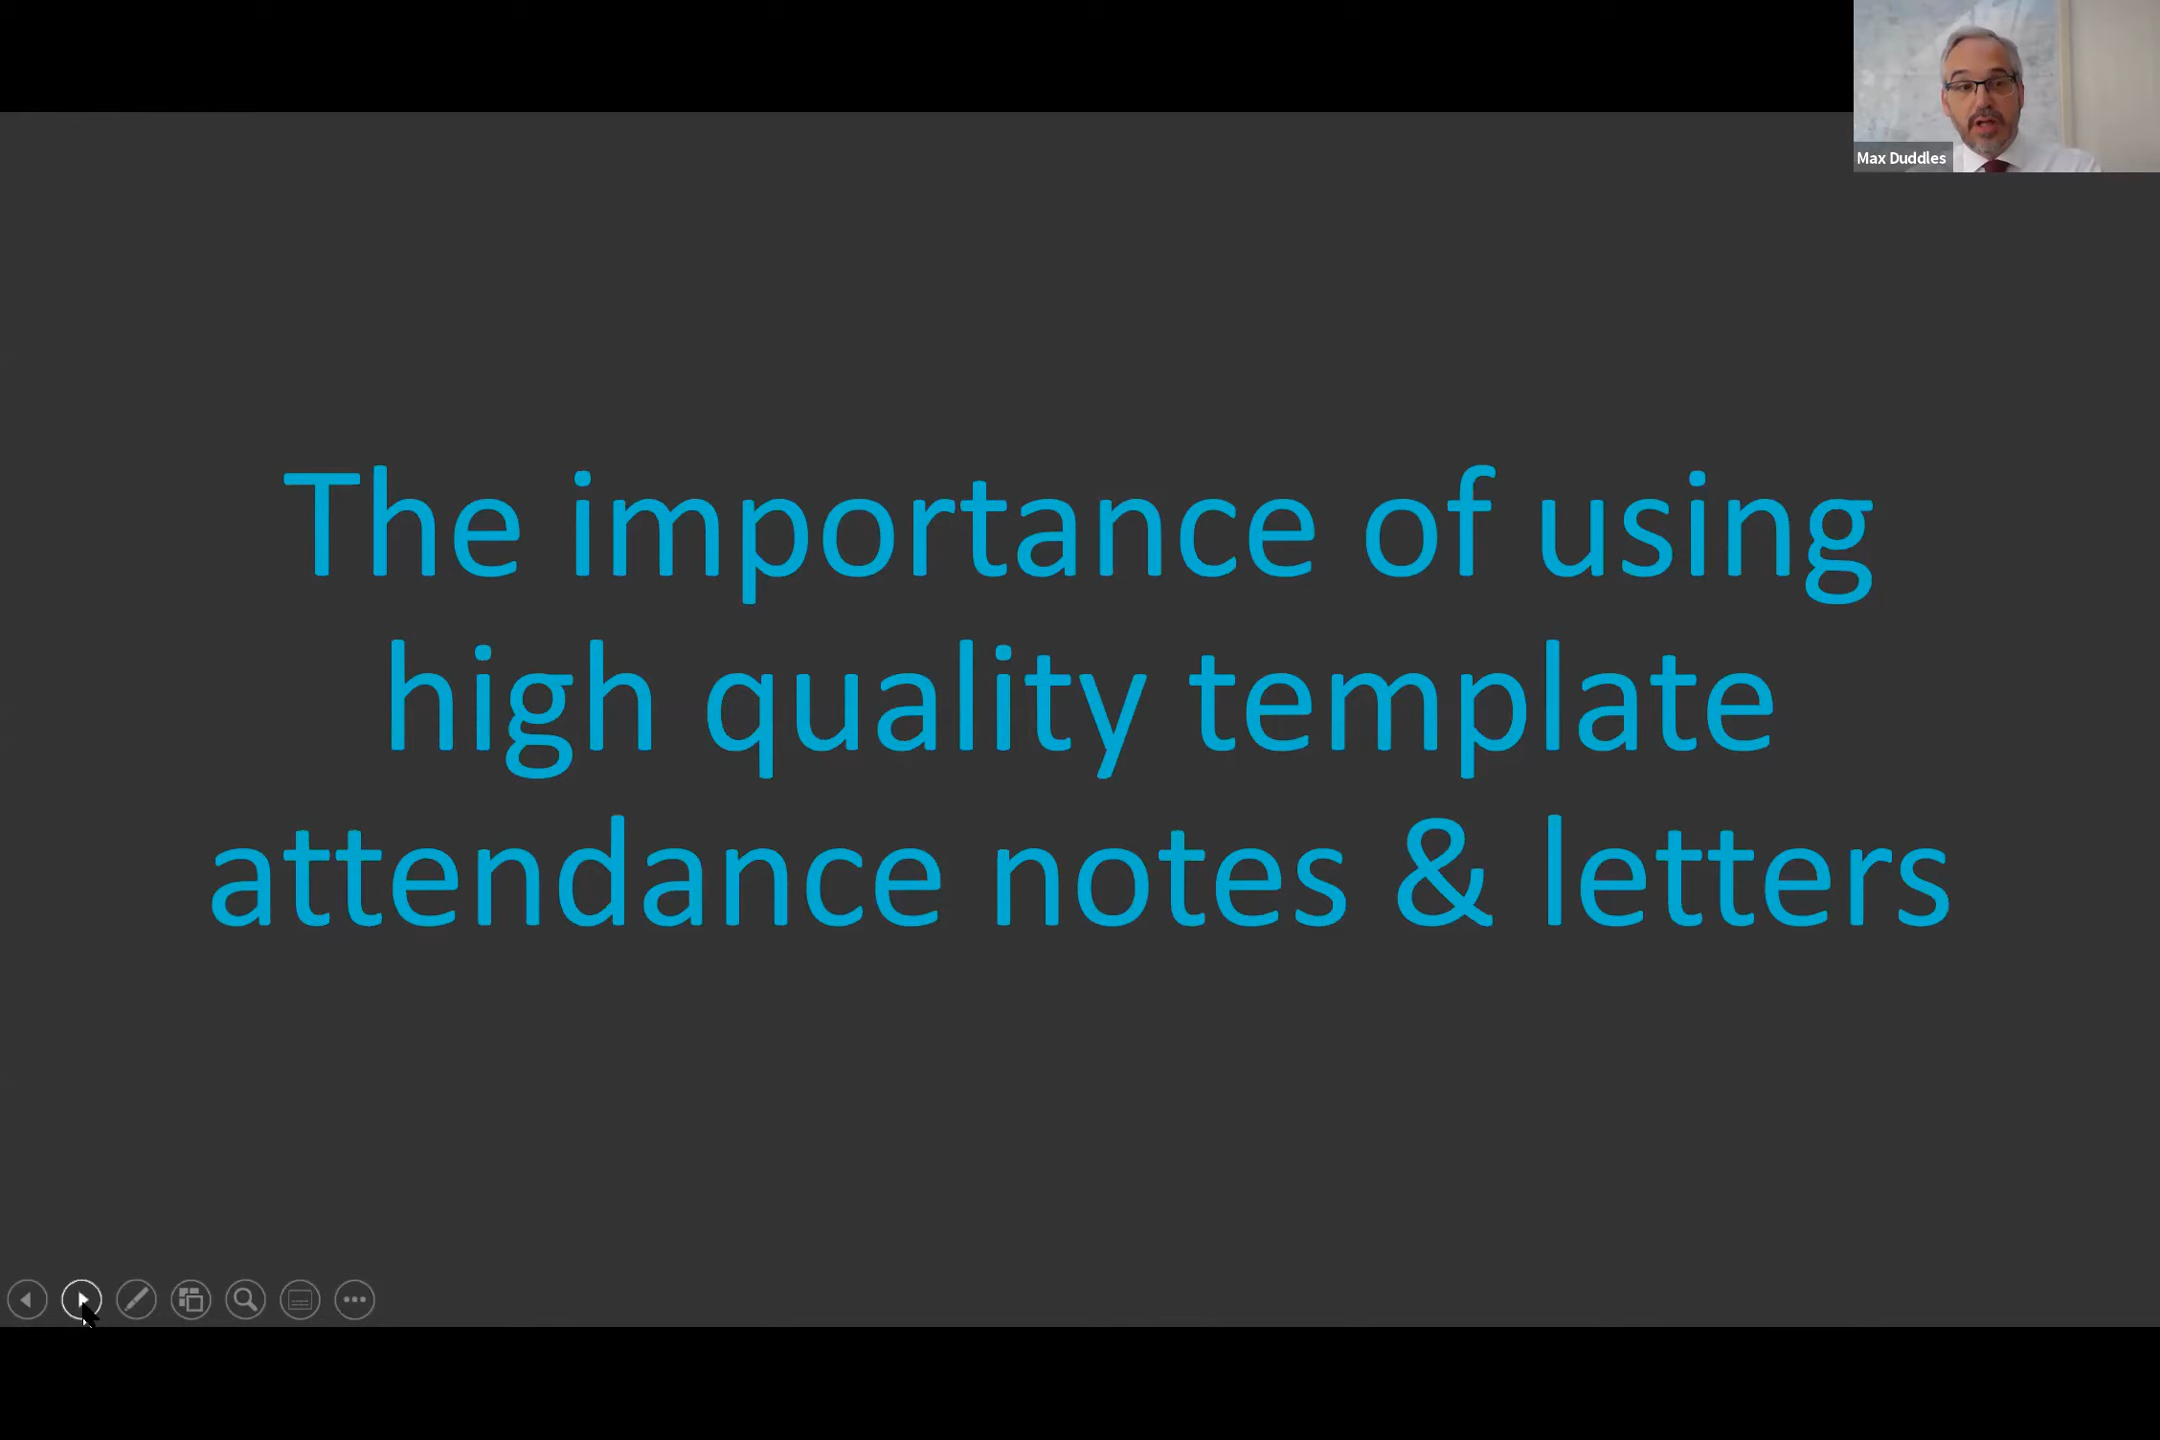 Max Duddles
The importance of using
high quality template
attendance notes & letters